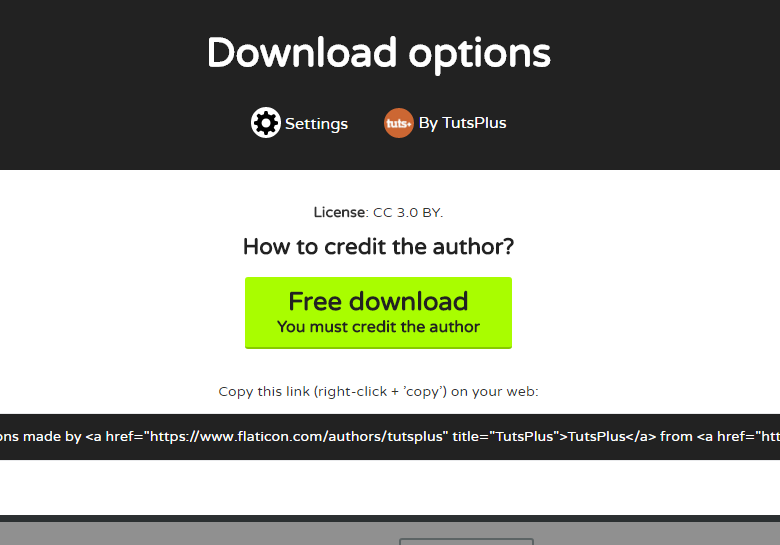 Download options
Settings
tuts+
By TutsPlus
License: CC 3.0 BY.
How to credit the author?
Free download
You must credit the author
Copy this link (right-click + 'copy') on your web:
ons made by <a href="https://www.flaticon.com/authors/tutsplus" title="TutsPlus">TutsPlus</a> from <a href="htt